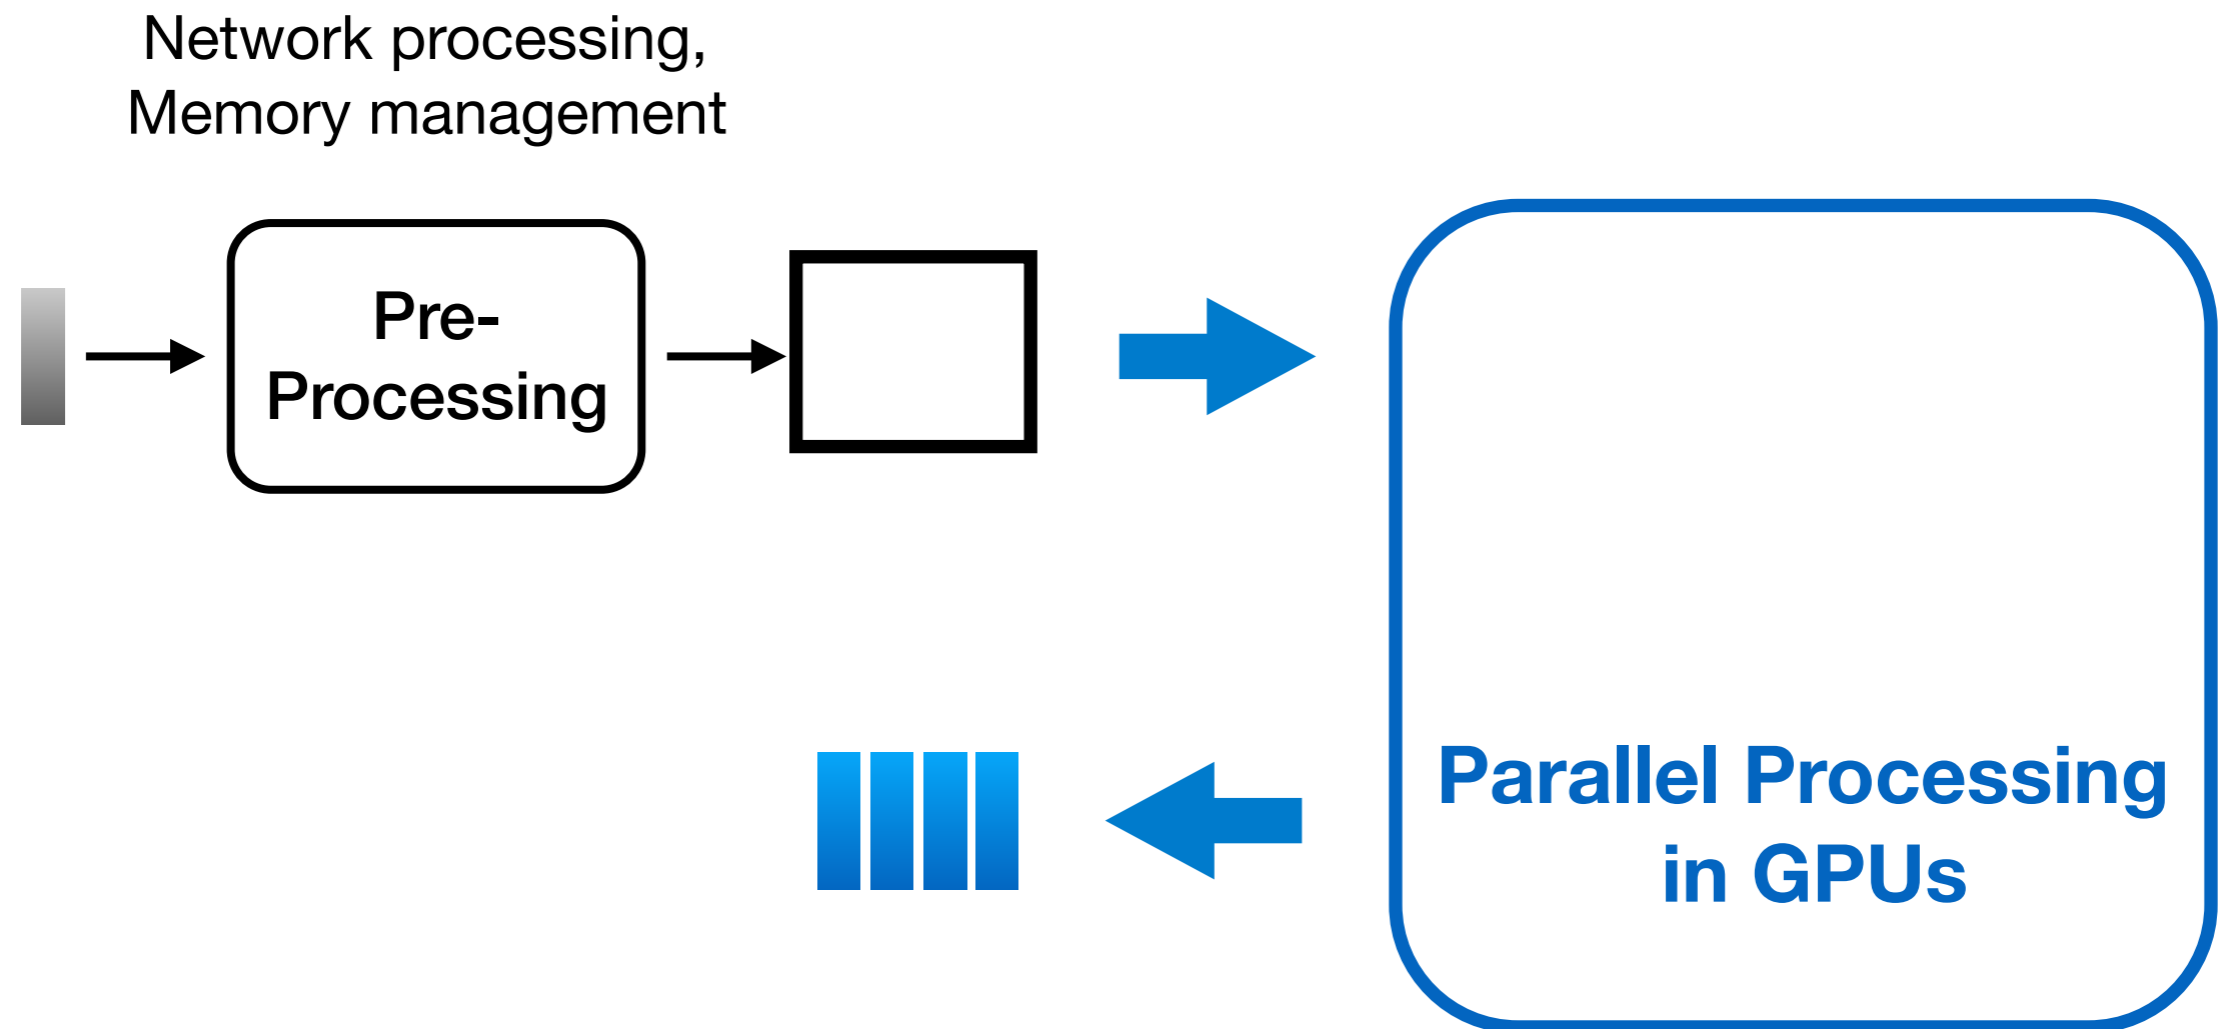 Network processing,
Memory management
Pre-
Processing
Parallel Processing
in GPUs